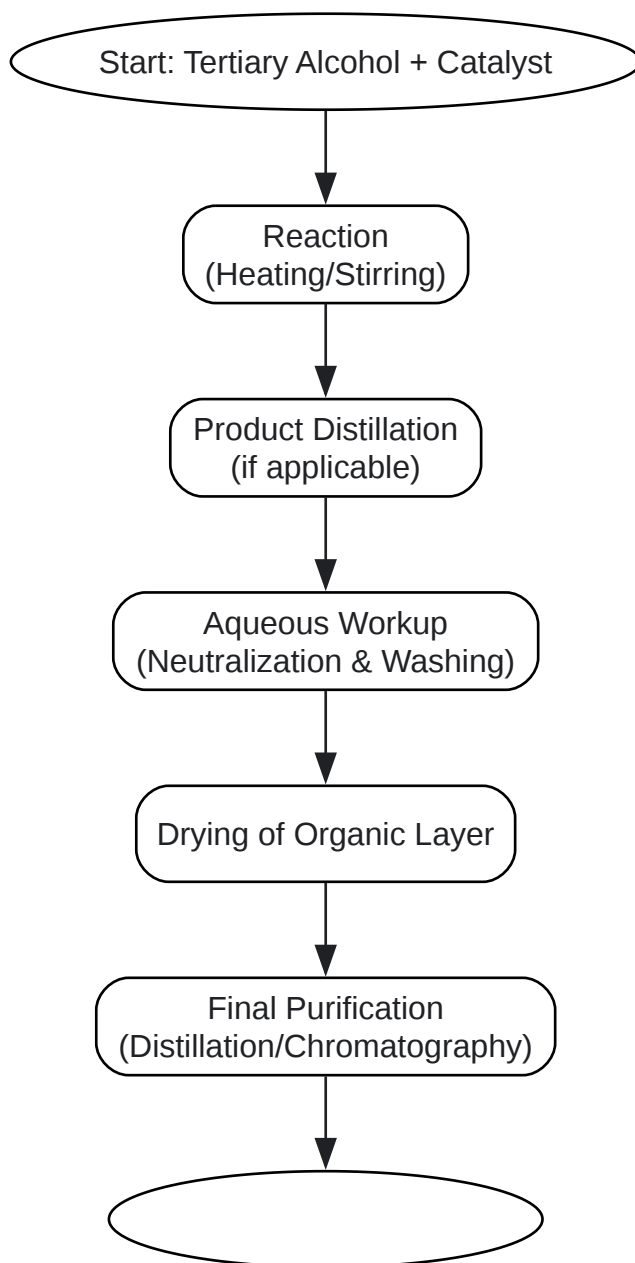 Start: Tertiary Alcohol + Catalyst
Reaction
(Heating/Stirring)
Product Distillation
(if applicable)
Aqueous Workup
(Neutralization & Washing)
Drying of Organic Layer
Final Purification
(Distillation/Chromatography)